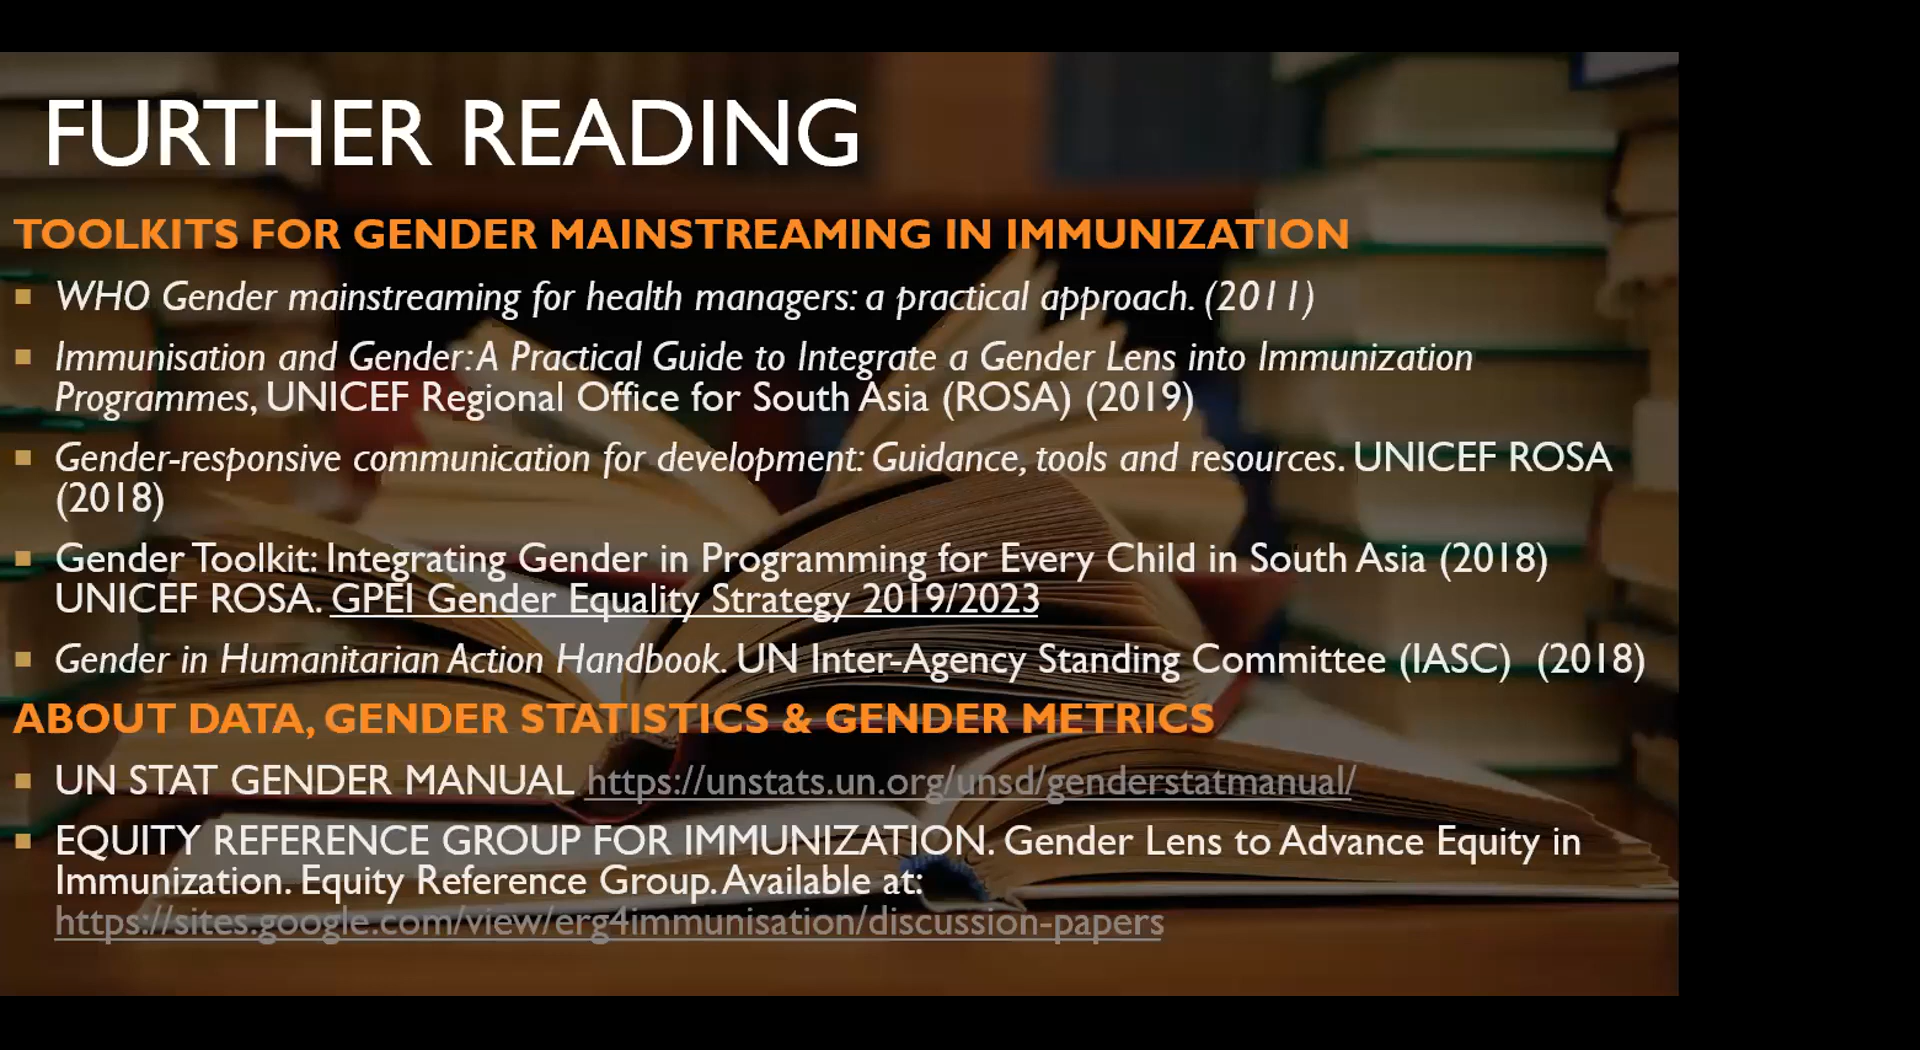 FURTHER READING
TOOLKITS FOR GENDER MAINSTREAMING IN IMMUNIZATION
WHO Gender mainstreaming for health managers: a practical approach. (2011)
Immunisation and Gender: A Practical Guide to Integrate a Gender Lens into Immunization
Programmes, UNICEF Regional Office for South Asia (ROSA) (2019)
Gender-responsive communication for development: Guidance, tools and resources. UNICEF ROSA
(2018)
Gender Toolkit: Integrating Gender in Programming for Every Child in South Asia (2018)
UNICEF ROSA. GPEI Gender Equality Strategy 2019/2023
Gender in Humanitarian Action Handbook. UN Inter-Agency Standing Committee (IASC) (2018)
ABOUT DATA, GENDER STATISTICS & GENDER METRICS
UN STAT GENDER MANUAL https://unstats.un.org/unsd/genderstatmanual/
EQUITY REFERENCE GROUP FOR IMMUNIZATION. Gender Lens to Advance Equity in
Immunization. Equity Reference Group. Available at:
https://sites.google.com/view/erg4immunisation/discussion-papers